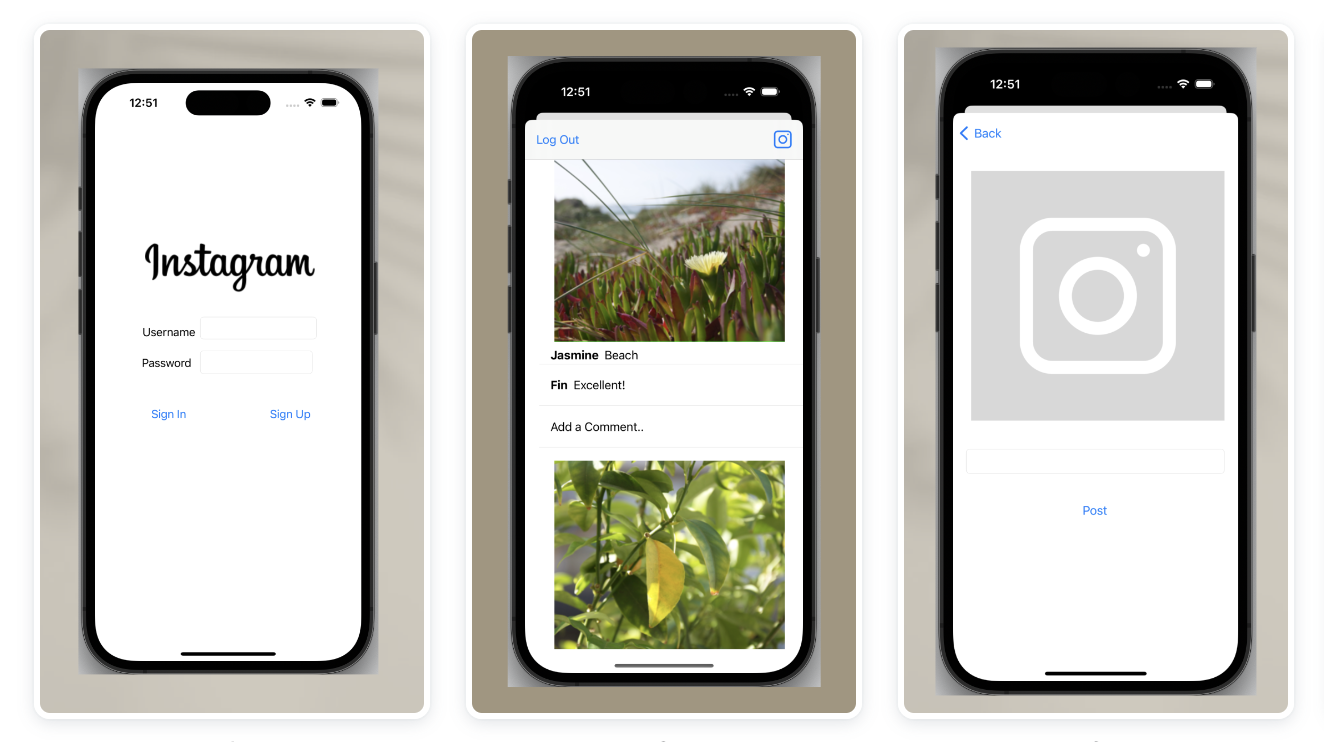 12:51
Instagram
Username
Password
Sign In Sign Up
12:51
Log Out
Jasmine Beach
Fin Excellent!
Add a Comment..
12:51
Back
Post